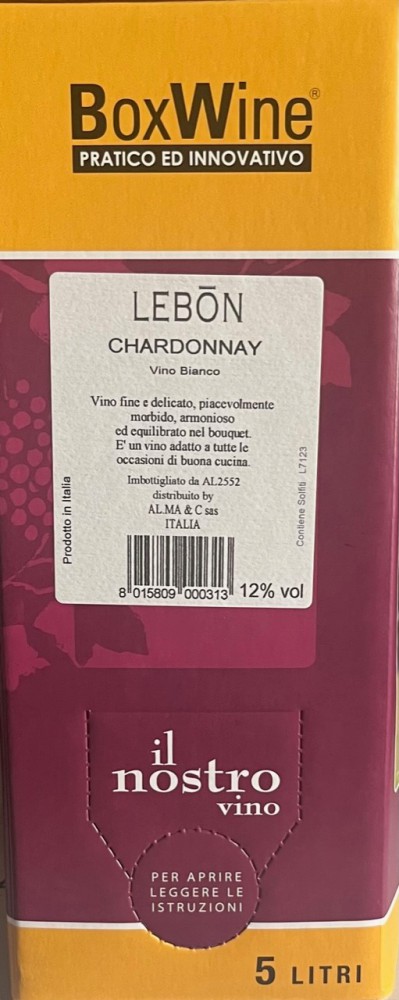 BoxWine®
PRATICO ED INNOVATIVO
LEBŌN
CHARDONNAY
Vino Bianco
Vino fine e delicato, piacevolmente
morbido, armonioso
ed equilibrato nel bouquet.
E' un vino adatto a tutte le
occasioni di buona cucina.
Imbottigliato da AL2552
distribuito by
AL.MA & C sas
ITALIA
Prodotto in Italia
Contiene Solfiti L7123
8 015809 000313
12% vol
il
nostro
vino
PER APRIRE
LEGGERE LE
ISTRUZIONI
5 LITRI